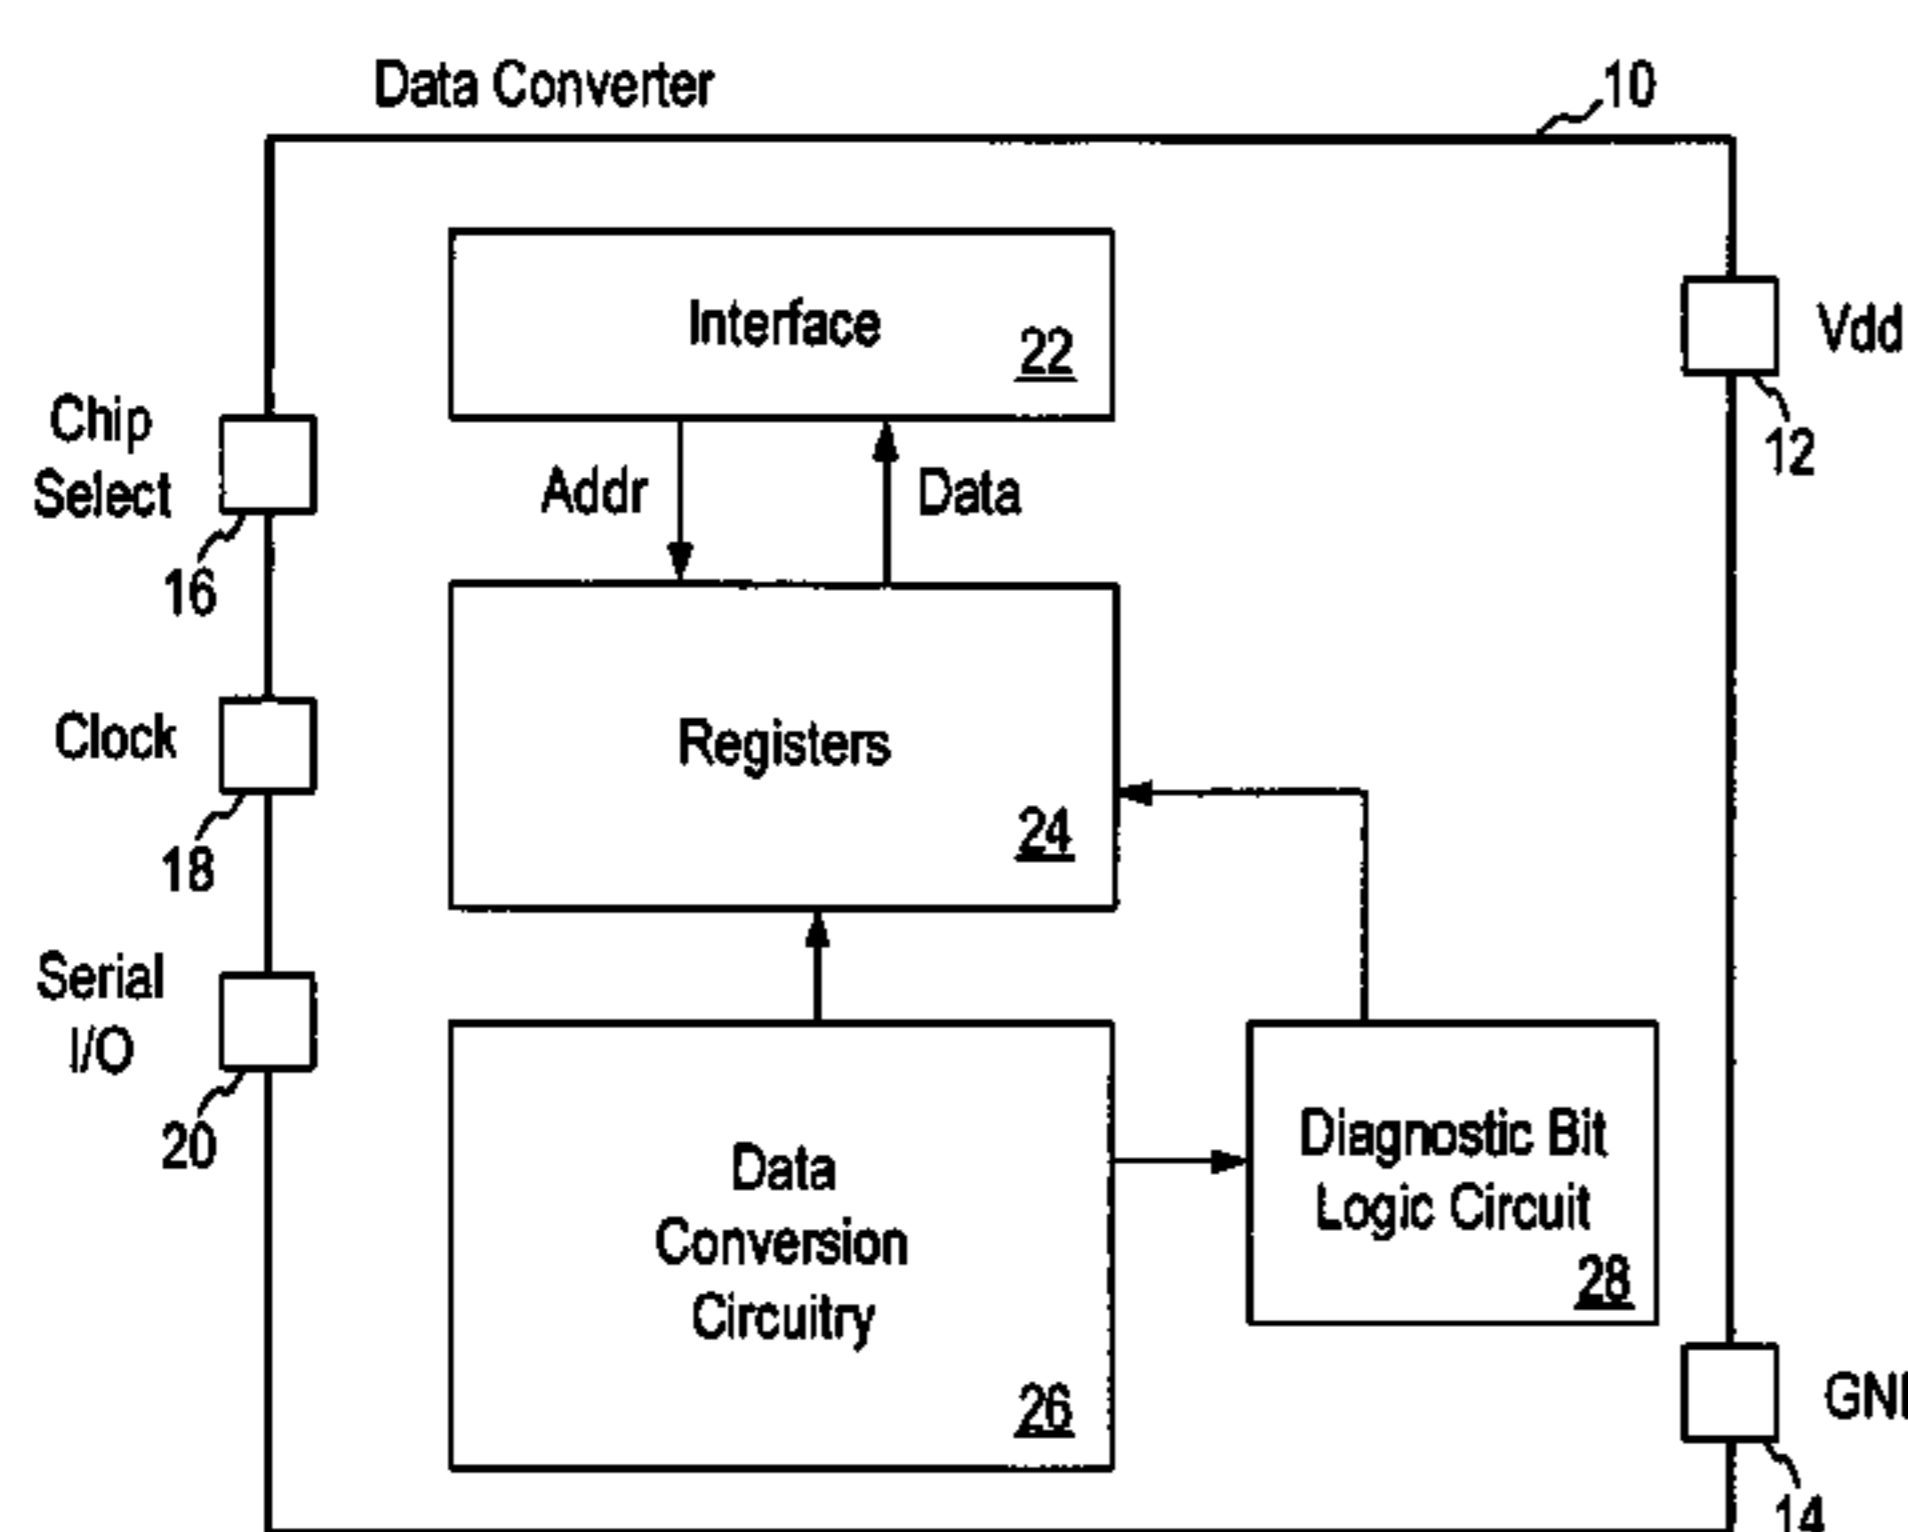 Data Converter
10
Interface
22
Vdd
12
Chip
Select
16
Addr
Data
Clock
18
Registers
24
Serial
I/O
20
Data
Conversion
Circuitry
26
Diagnostic Bit
Logic Circuit
28
14